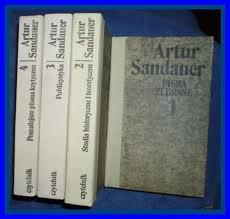 4
Artur
Sandauer
Pomniejsze pisma krytyczne
czytelnik
3
Artur
Sandauer
Publicystyka
czytelnik
2
Artur
Sandauer
Studia historyczne i teoretyczne
czytelnik
Artur
Sandauer
PISMA
ZEBRANE
1